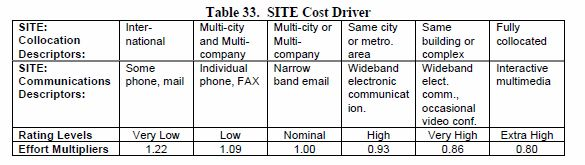 Table 33. SITE Cost Driver
SITE: Collocation Descriptors: | Inter-national | Multi-city and Multi-company | Multi-city or Multi-company | Same city or metro. area | Same building or complex | Fully collocated
SITE: Communications Descriptors: | Some phone, mail | Individual phone, FAX | Narrow band email | Wideband electronic communicat ion. | Wideband elect. comm., occasional video conf. | Interactive multimedia
Rating Levels | Very Low | Low | Nominal | High | Very High | Extra High
Effort Multipliers | 1.22 | 1.09 | 1.00 | 0.93 | 0.86 | 0.80